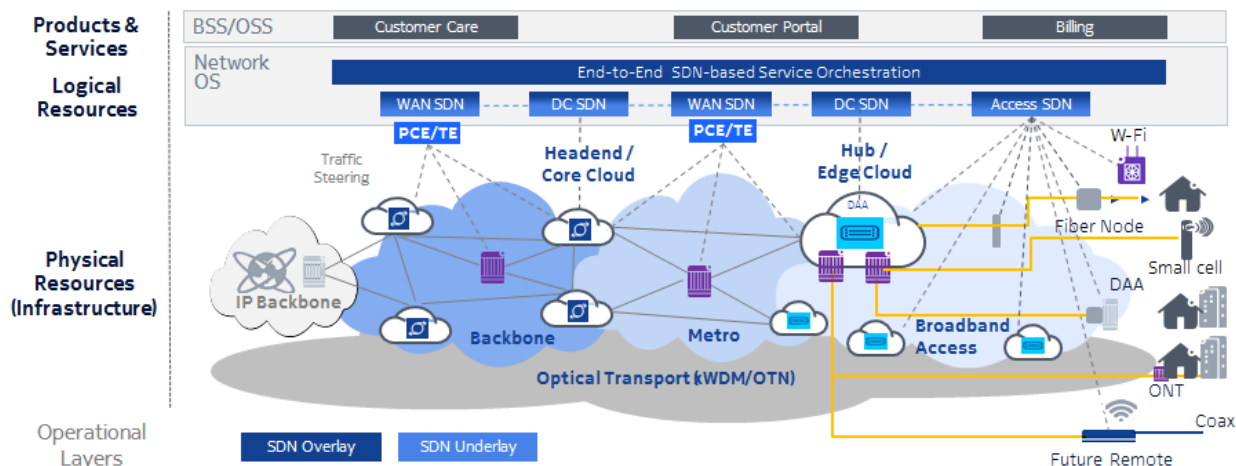 Products &
Services
BSS/OSS
Customer Care
Customer Portal
Billing
Logical
Resources
Network
OS
End-to-End SDN-based Service Orchestration
WAN SDN
DC SDN
WAN SDN
DC SDN
Access SDN
PCE/TE
PCE/TE
Traffic
Steering
Headend /
Core Cloud
Hub /
Edge Cloud
W-Fi
DAA
Fiber Node
Small cell
Physical
Resources
(Infrastructure)
IP Backbone
DAA
Backbone
Metro
Broadband
Access
Optical Transport (xWDM/OTN)
ONT
Operational
Layers
SDN Overlay
SDN Underlay
Coax
Future Remote